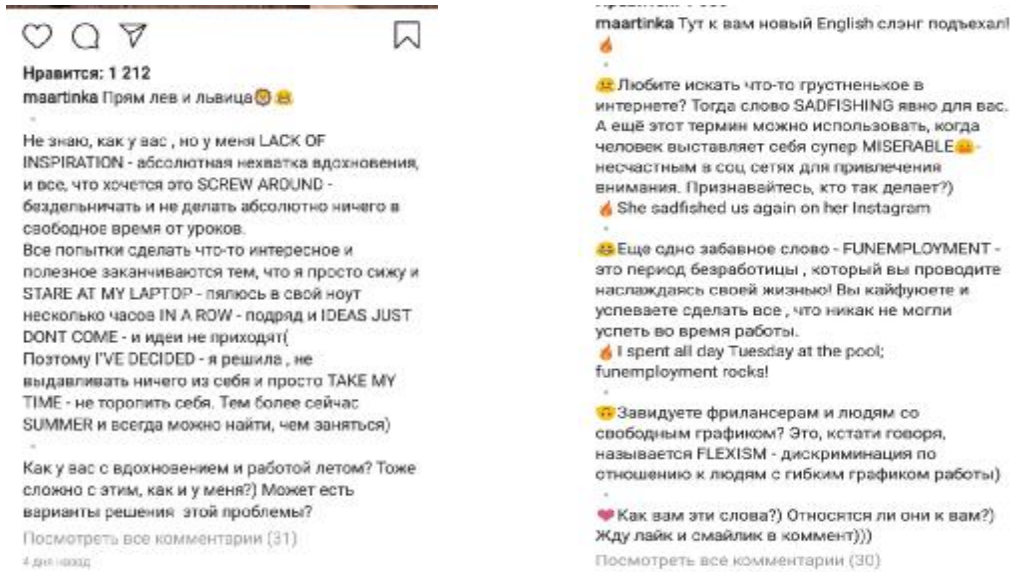 Нравится: 1 212
maartinka Прям лев и львица🦁😂
Не знаю, как у вас , но у меня LACK OF
INSPIRATION - абсолютная нехватка вдохновения,
и все, что хочется это SCREW AROUND -
бездельничать и не делать абсолютно ничего в
свободное время от уроков.
Все попытки сделать что-то интересное и
полезное заканчиваются тем, что я просто сижу и
STARE AT MY LAPTOP - пялюсь в свой ноут
несколько часов IN A ROW - подряд и IDEAS JUST
DONT COME - и идеи не приходят(
Поэтому I'VE DECIDED - я решила , не
выдавливать ничего из себя и просто TAKE MY
TIME - не торопить себя. Тем более сейчас
SUMMER и всегда можно найти, чем заняться)
Как у вас с вдохновением и работой летом? Тоже
сложно с этим, как и у меня?) Может есть
варианты решения этой проблемы?
Посмотреть все комментарии (31)
4 дня назад
maartinka Тут к вам новый English слэнг подъехал!
🔥
Любите искать что-то грустненькое в
интернете? Тогда слово SADFISHING явно для вас.
А ещё этот термин можно использовать, когда
человек выставляет себя супер MISERABLE -
несчастным в соц сетях для привлечения
внимания. Признавайтесь, кто так делает?)
🔥 She sadfished us again on her Instagram
Еще одно забавное слово - FUNEMPLOYMENT -
это период безработицы , который вы проводите
наслаждаясь своей жизнью! Вы кайфуюете и
успеваете сделать все , что никак не могли
успеть во время работы.
🔥 I spent all day Tuesday at the pool;
funemployment rocks!
🙃 Завидуете фрилансерам и людям со
свободным графиком? Это, кстати говоря,
называется FLEXISM - дискриминация по
отношению к людям с гибким графиком работы)
❤ Как вам эти слова?) Относятся ли они к вам?)
Жду лайк и смайлик в коммент)))
Посмотреть все комментарии (30)